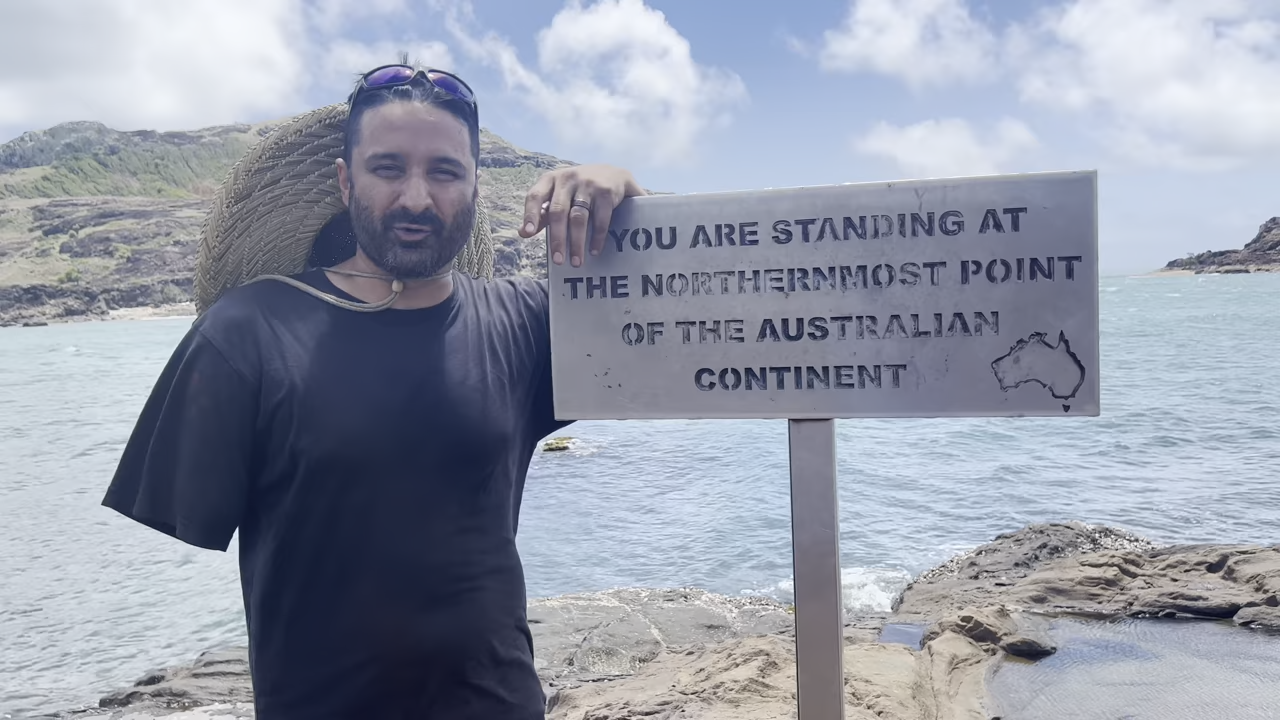 YOU ARE STANDING AT
THE NORTHERNMOST POINT
OF THE AUSTRALIAN
CONTINENT